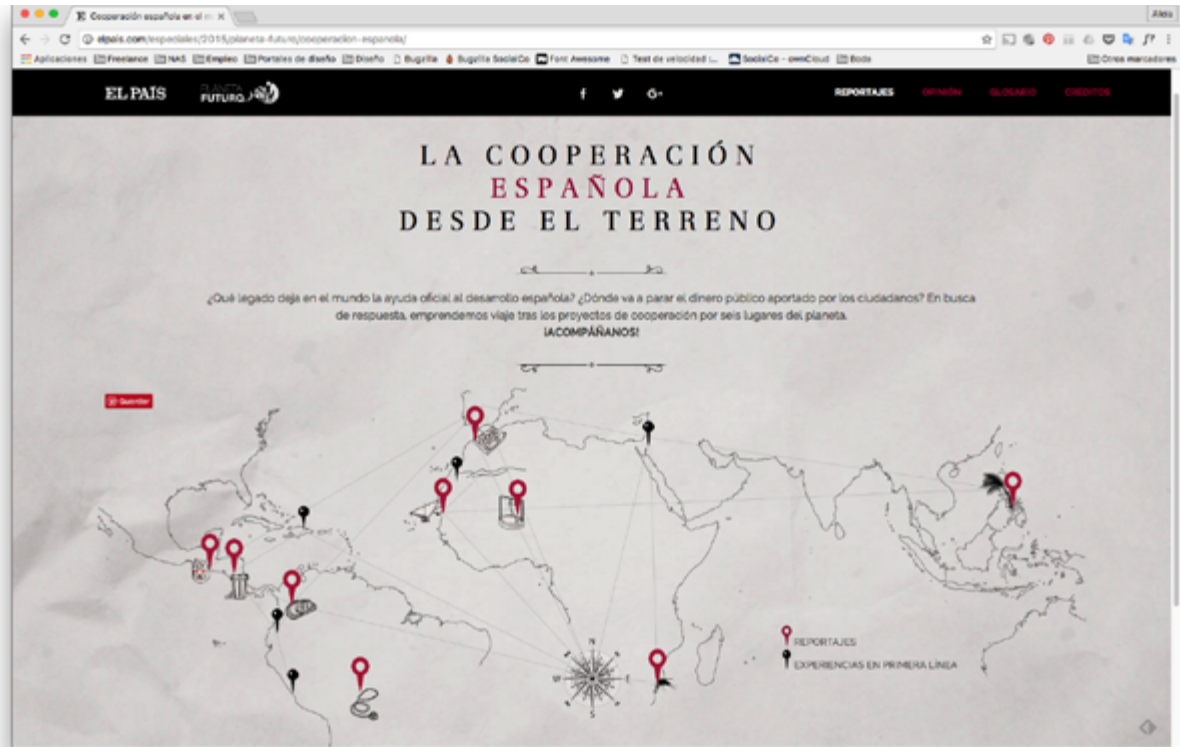 Cooperación española en el m
Alexa
elpais.com/especiales/2015/planeta-futuro/cooperacion-espanola/
Aplicaciones Freelance NAS Empleo Portales de diseño Diseño Bugzilla Bugzilla SocialCo Font Awesome Test de velocidad SocialCo - ownCloud Boda Otros marcadores
EL PAÍS PLANETA FUTURO f G+ REPORTAJES OPINIÓN GLOSARIO CRÉDITOS
LA COOPERACIÓN
ESPAÑOLA
DESDE EL TERRENO
¿Qué legado deja en el mundo la ayuda oficial al desarrollo española? ¿Dónde va a parar el dinero público aportado por los ciudadanos? En busca
de respuesta, emprendemos viaje tras los proyectos de cooperación por seis lugares del planeta.
¡ACOMPÁÑANOS!
Guardar
N
W E
S
REPORTAJES
EXPERIENCIAS EN PRIMERA LÍNEA